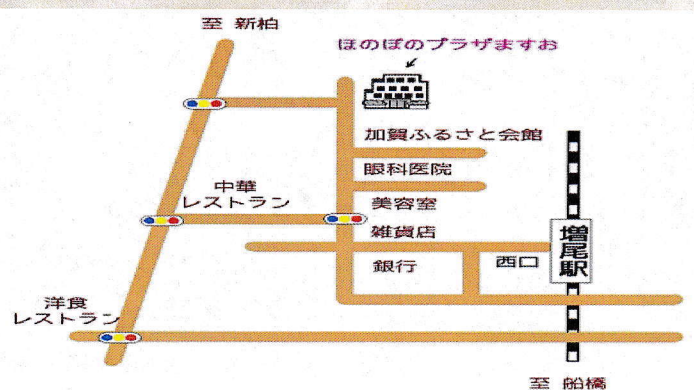 至 新柏
ほのぼのプラザますお
加賀ふるさと会館
眼科医院
中華
レストラン
美容室
雑貨店
銀行
西口
増尾駅
洋食
レストラン
至 船橋